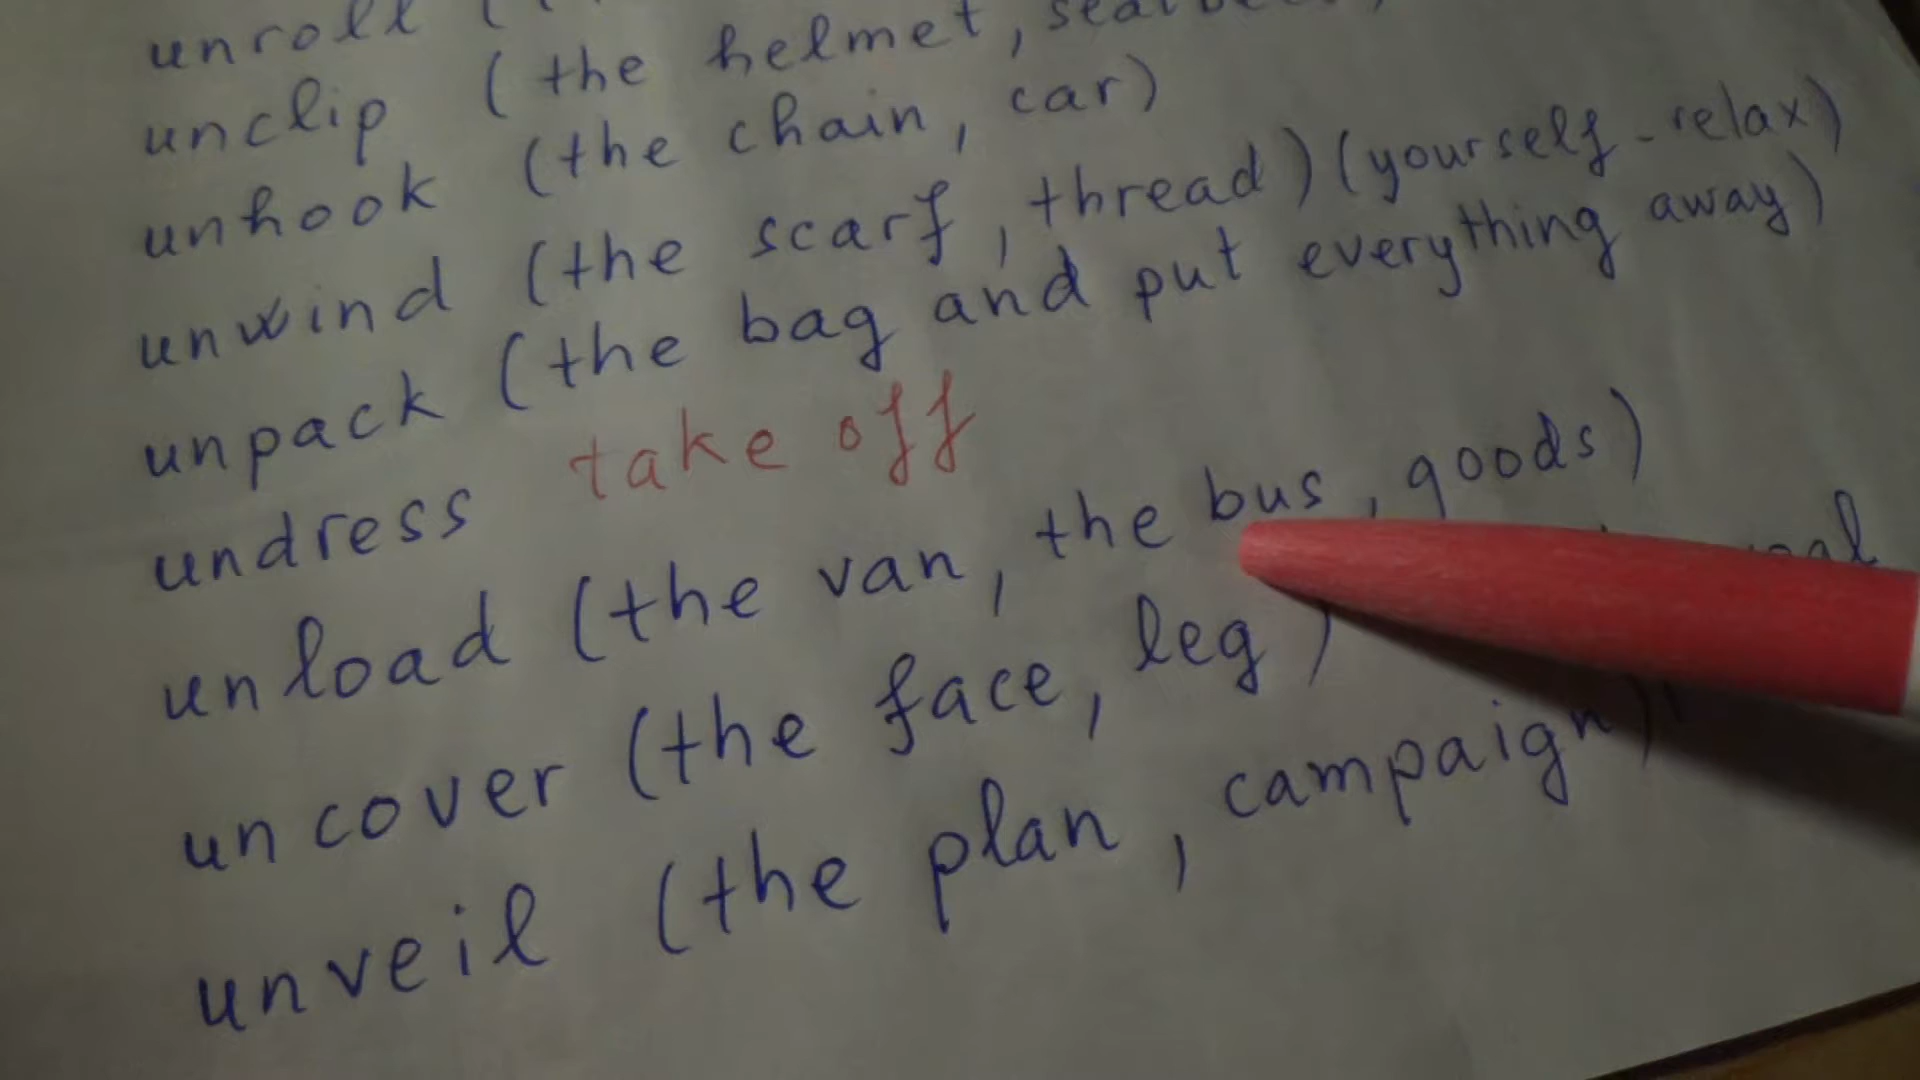 unroll (
unclip (the helmet,
unhook (the chain, car)
unwind (the scarf, thread) (yourself - relax)
unpack (the bag and put everything away)
undress take off
unload (the van, the bus, goods)
uncover (the face, leg)
unveil (the plan, campaign)